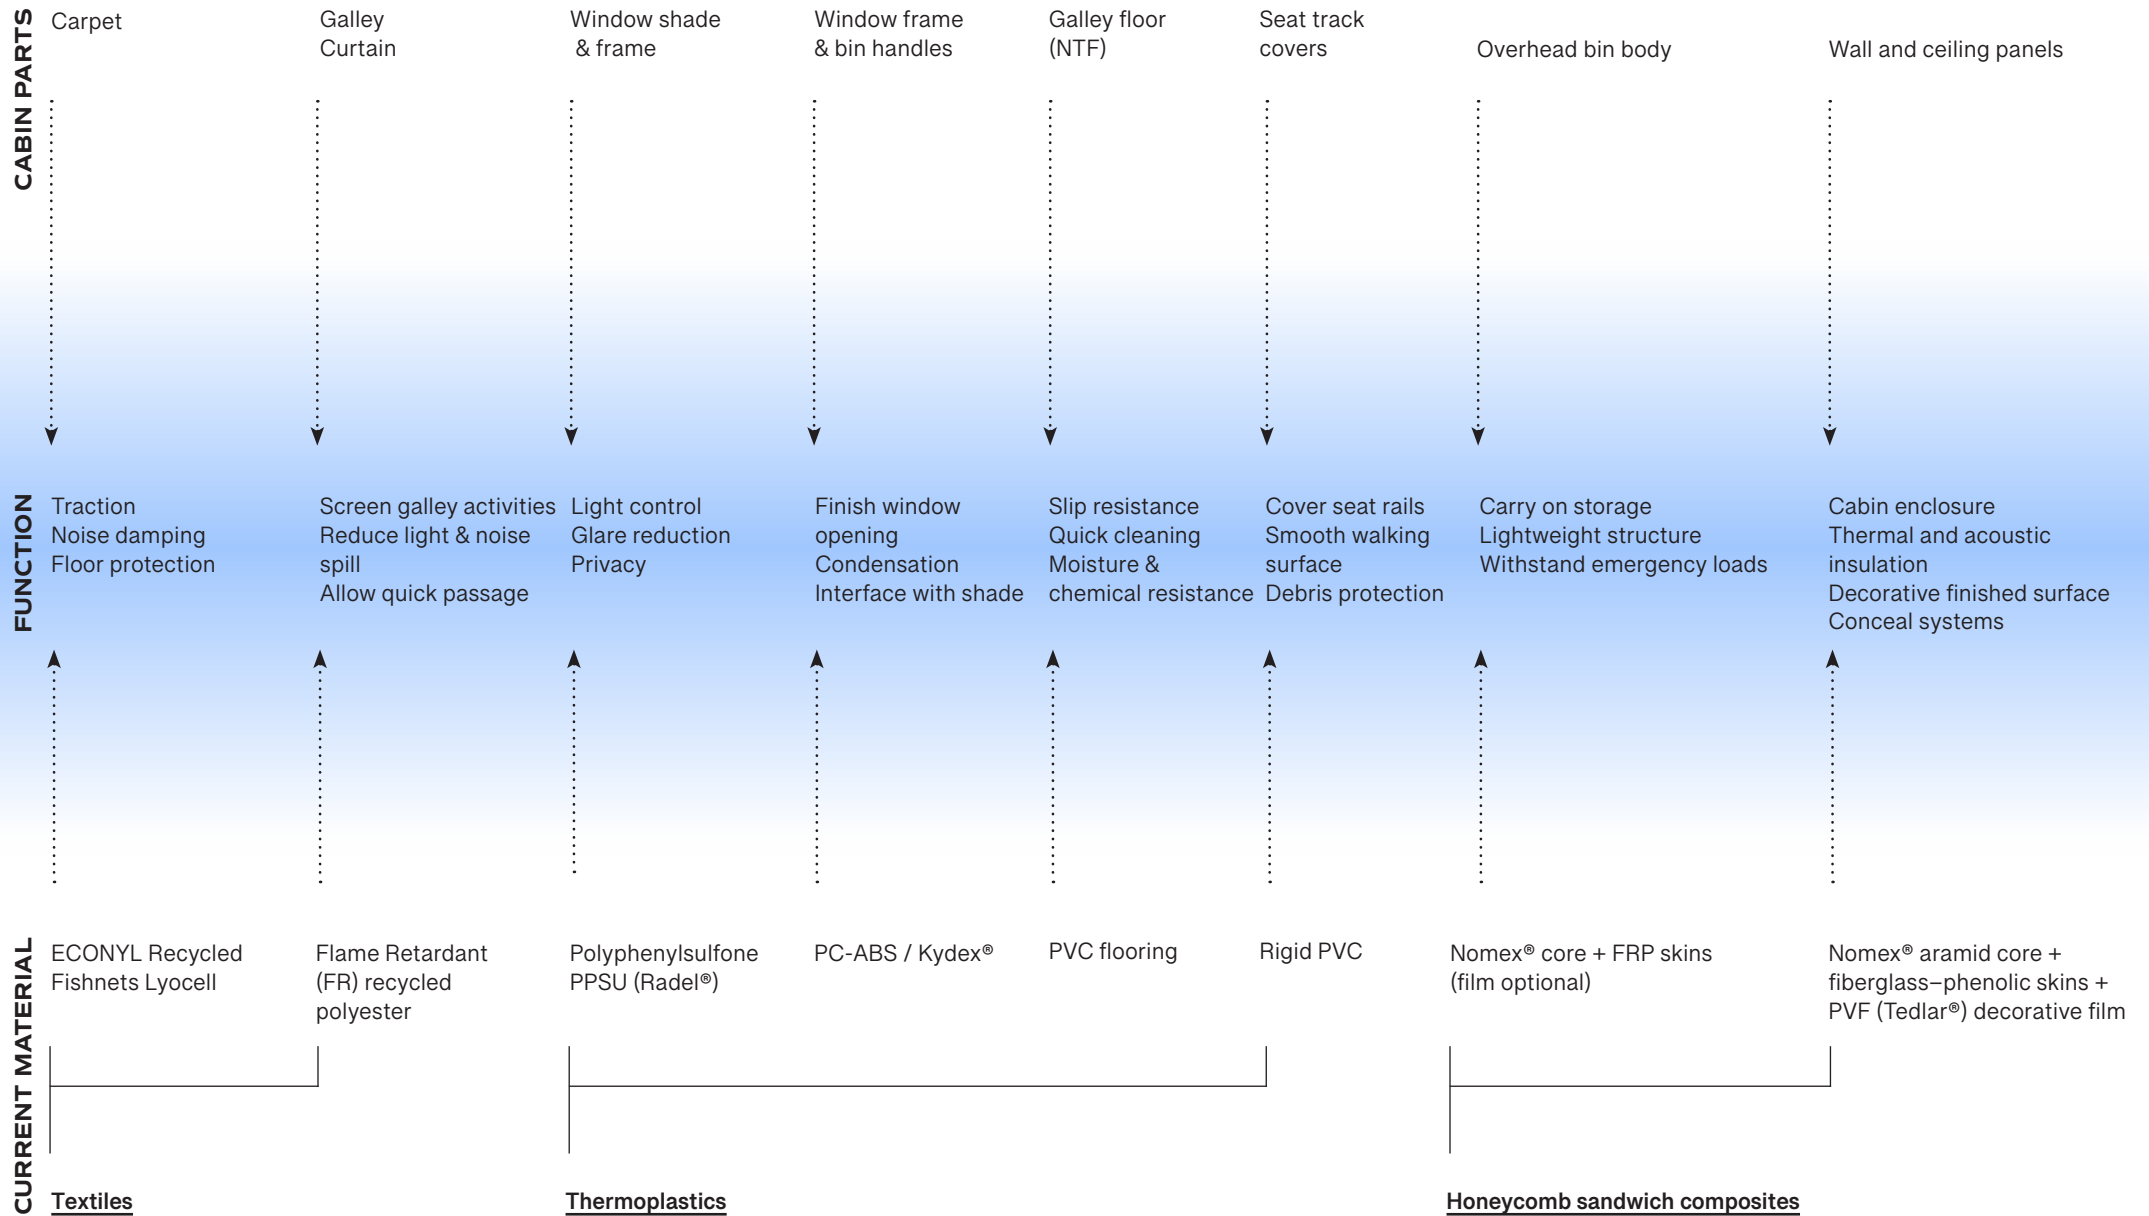 CABIN PARTS
Carpet
Galley
Curtain
Window shade
& frame
Window frame
& bin handles
Galley floor
(NTF)
Seat track
covers
Overhead bin body
Wall and ceiling panels
FUNCTION
Traction
Noise damping
Floor protection
Screen galley activities
Reduce light & noise
spill
Allow quick passage
Light control
Glare reduction
Privacy
Finish window
opening
Condensation
Interface with shade
Slip resistance
Quick cleaning
Moisture &
chemical resistance
Cover seat rails
Smooth walking
surface
Debris protection
Carry on storage
Lightweight structure
Withstand emergency loads
Cabin enclosure
Thermal and acoustic
insulation
Decorative finished surface
Conceal systems
CURRENT MATERIAL
ECONYL Recycled
Fishnets Lyocell
Flame Retardant
(FR) recycled
polyester
Polyphenylsulfone
PPSU (Radel®)
PC-ABS / Kydex®
PVC flooring
Rigid PVC
Nomex® core + FRP skins
(film optional)
Nomex® aramid core +
fiberglass–phenolic skins +
PVF (Tedlar®) decorative film
Textiles
Thermoplastics
Honeycomb sandwich composites